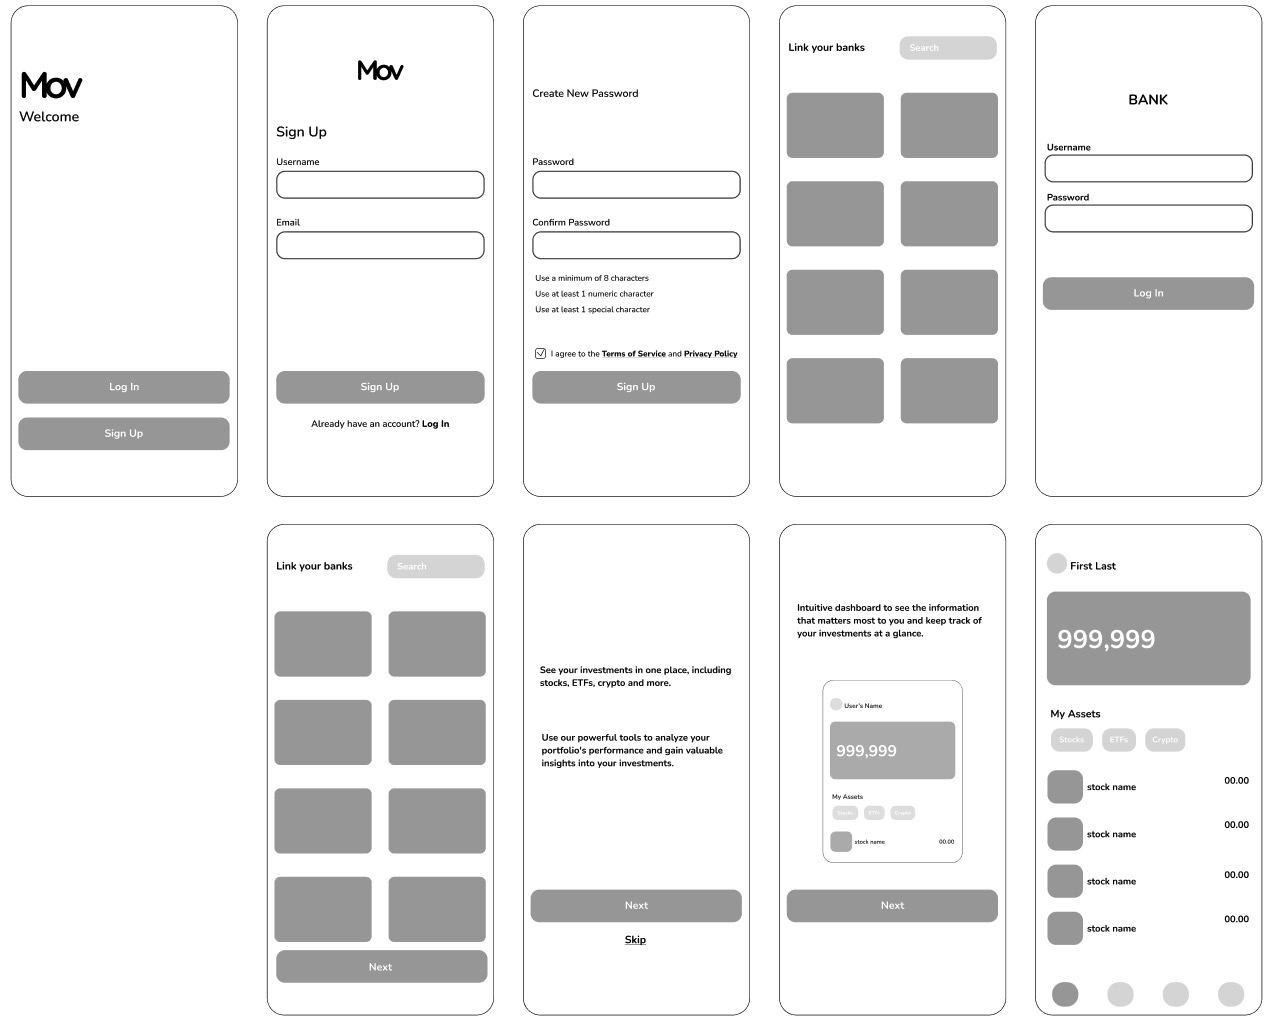 Mov
Welcome
Log In
Sign Up
Mov
Sign Up
Username
Email
Sign Up
Already have an account? Log In
Create New Password
Password
Confirm Password
Use a minimum of 8 characters
Use at least 1 numeric character
Use at least 1 special character
I agree to the Terms of Service and Privacy Policy
Sign Up
Link your banks
Search
BANK
Username
Password
Log In
Link your banks
Search
Next
See your investments in one place, including
stocks, ETFs, crypto and more.
Use our powerful tools to analyze your
portfolio's performance and gain valuable
insights into your investments.
Next
Skip
Intuitive dashboard to see the information
that matters most to you and keep track of
your investments at a glance.
User's Name
999,999
My Assets
Stocks ETFs Crypto
stock name 00.00
Next
First Last
999,999
My Assets
Stocks ETFs Crypto
stock name 00.00
stock name 00.00
stock name 00.00
stock name 00.00